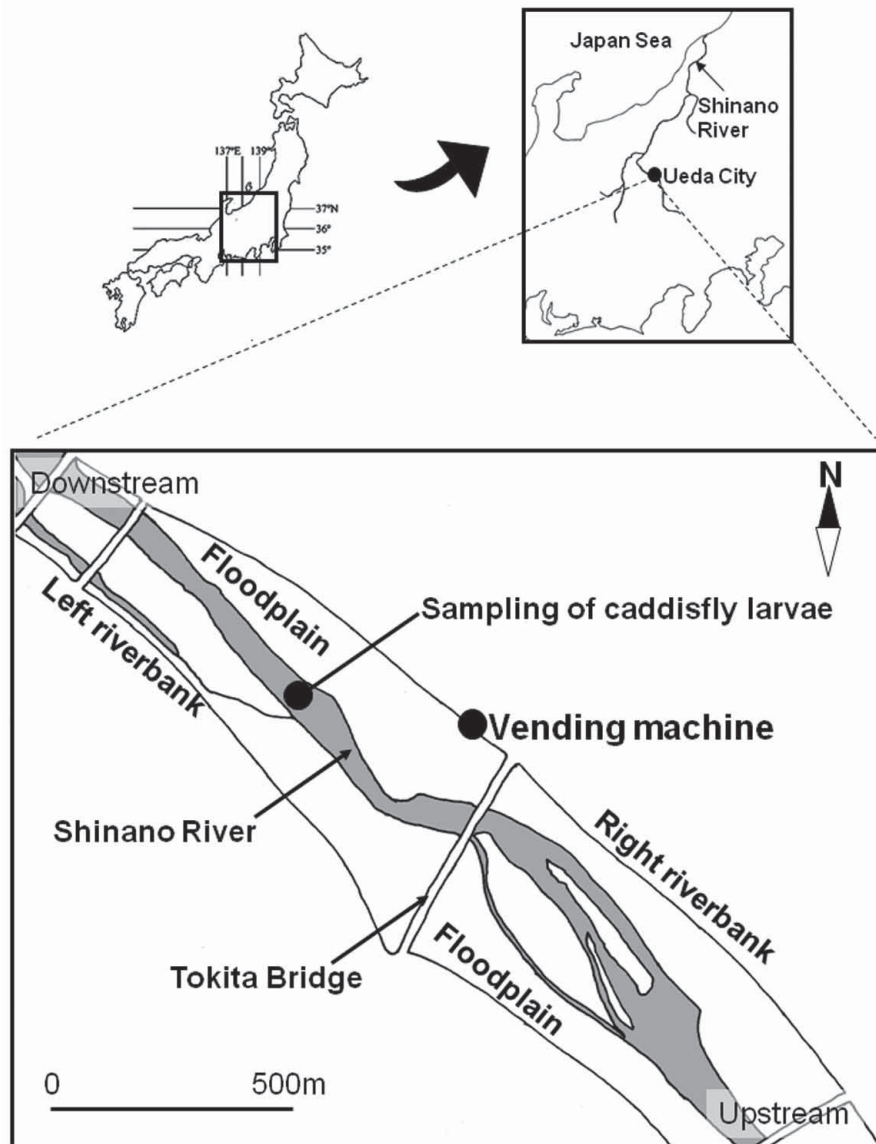 Japan Sea
Shinano
River
Ueda City
137°E 139°
37°N
36°
35°
N
Downstream
Floodplain
Left riverbank
Sampling of caddisfly larvae
Vending machine
Shinano River
Right riverbank
Tokita Bridge
Floodplain
0 500m
Upstream